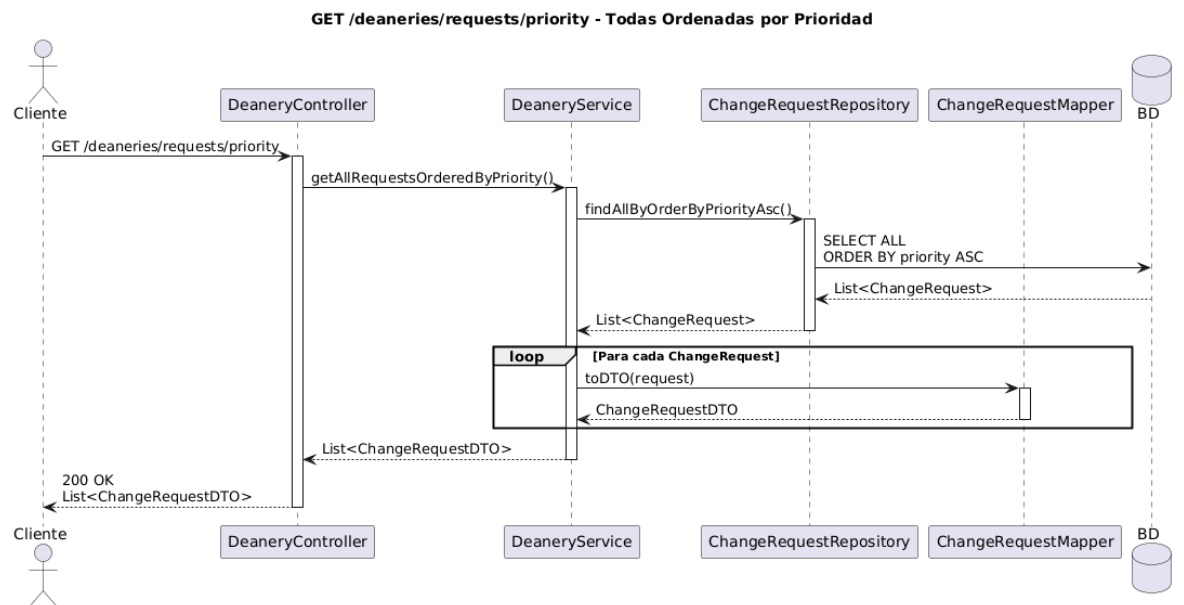 GET /deaneries/requests/priority - Todas Ordenadas por Prioridad
Cliente
DeaneryController
DeaneryService
ChangeRequestRepository
ChangeRequestMapper
BD
GET /deaneries/requests/priority
getAllRequestsOrderedByPriority()
findAllByOrderByPriorityAsc()
SELECT ALL
ORDER BY priority ASC
List<ChangeRequest>
List<ChangeRequest>
loop [Para cada ChangeRequest]
toDTO(request)
ChangeRequestDTO
List<ChangeRequestDTO>
200 OK
List<ChangeRequestDTO>
Cliente
DeaneryController
DeaneryService
ChangeRequestRepository
ChangeRequestMapper
BD